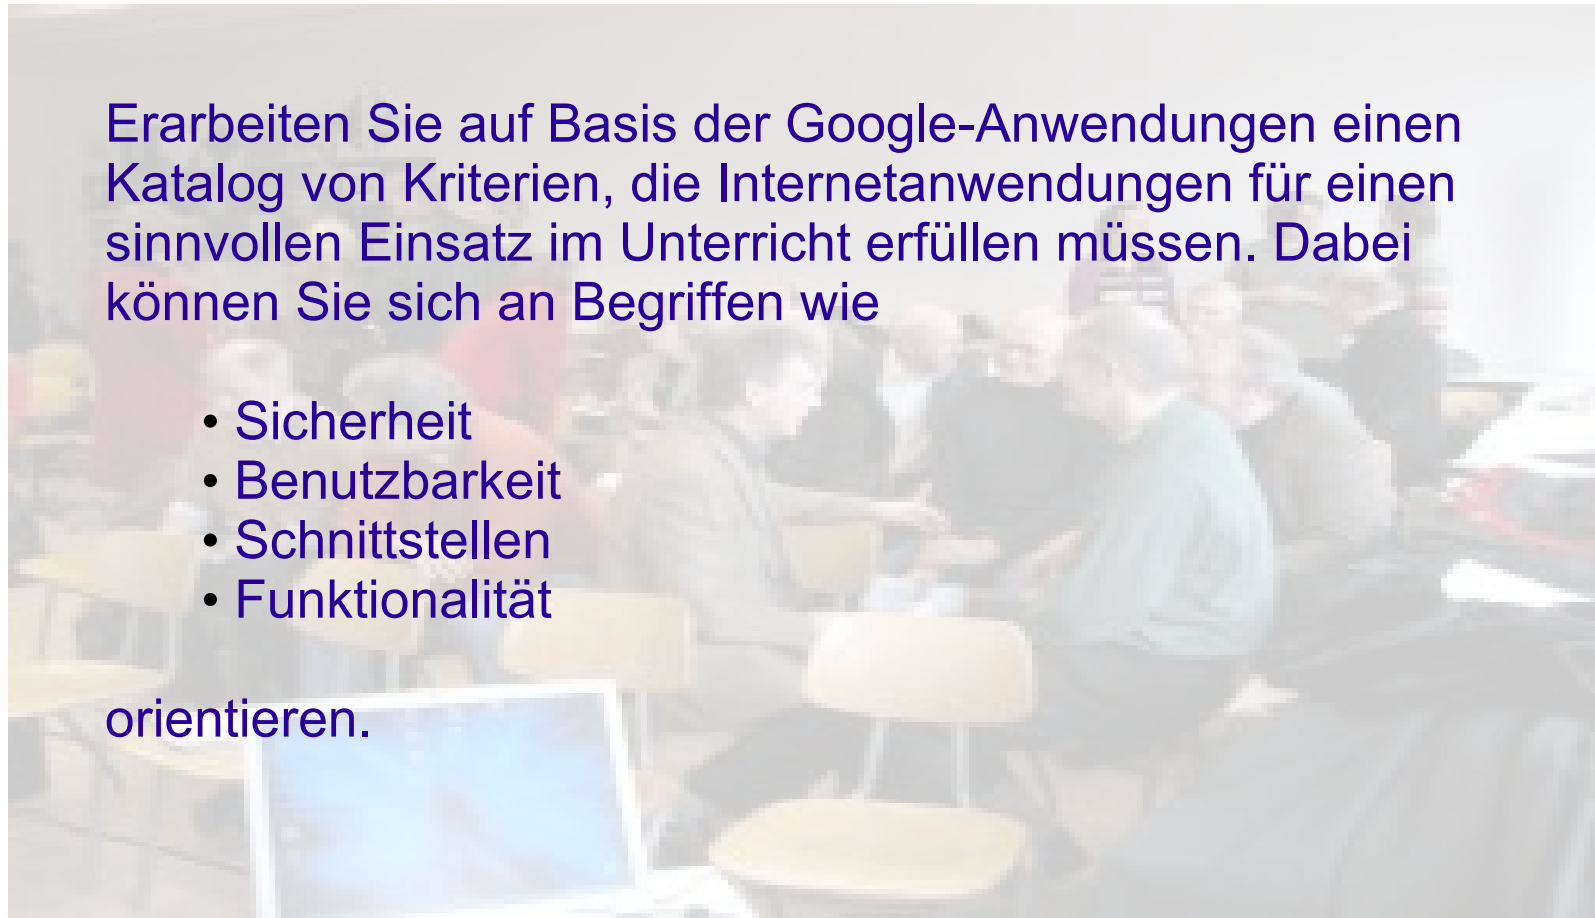 Erarbeiten Sie auf Basis der Google-Anwendungen einen
Katalog von Kriterien, die Internetanwendungen für einen
sinnvollen Einsatz im Unterricht erfüllen müssen. Dabei
können Sie sich an Begriffen wie
• Sicherheit
• Benutzbarkeit
• Schnittstellen
• Funktionalität
orientieren.